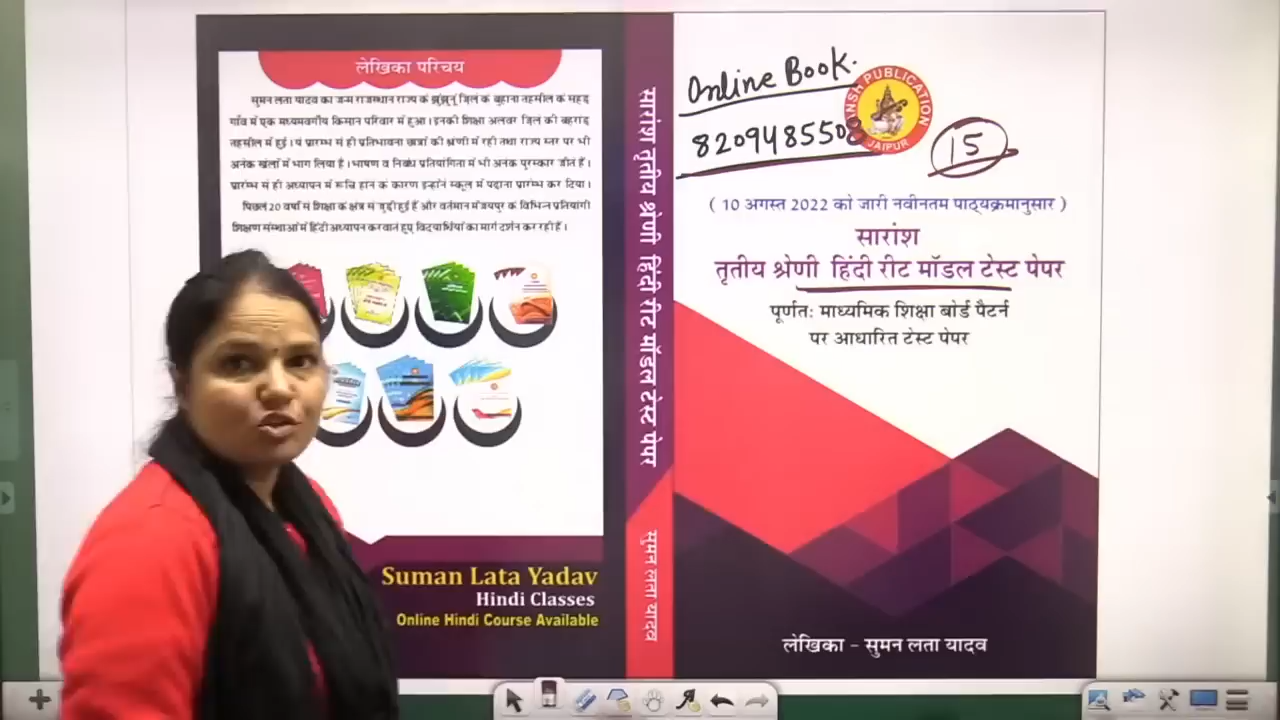 लेखिका परिचय
सुमन लता यादव का जन्म राजस्थान राज्य के झुंझुनूं जिले के बुहाना तहसील के सहड़
गाँव में एक मध्यमवर्गीय किसान परिवार में हुआ। इनकी शिक्षा अलवर जिले की बहरोड़
तहसील में हुई। ये प्रारम्भ से ही प्रतिभावान छात्रा की श्रेणी में रही तथा राज्य स्तर पर भी
अनेक खेलों में भाग लिया है। भाषण व निबंध प्रतियोगिता में भी अनेक पुरस्कार जीते हैं।
प्रारम्भ से ही अध्यापन में रूचि होने के कारण इन्होंने स्कूल में पढ़ाना प्रारम्भ कर दिया।
पिछले 20 वर्षों से शिक्षा के क्षेत्र से जुड़ी हुई हैं और वर्तमान में जयपुर के विभिन्न प्रतियोगी
शिक्षण संस्थाओं में हिंदी अध्यापन करवाते हुए विद्यार्थियों का मार्गदर्शन कर रही हैं।
Suman Lata Yadav
Hindi Classes
Online Hindi Course Available
सारांश तृतीय श्रेणी हिंदी रीट मॉडल टेस्ट पेपर
सुमन लता यादव
Online Book.
8209485508
PUBLICATION
JAIPUR
15
( 10 अगस्त 2022 को जारी नवीनतम पाठ्यक्रमानुसार )
सारांश
तृतीय श्रेणी हिंदी रीट मॉडल टेस्ट पेपर
पूर्णतः माध्यमिक शिक्षा बोर्ड पैटर्न
पर आधारित टेस्ट पेपर
लेखिका - सुमन लता यादव